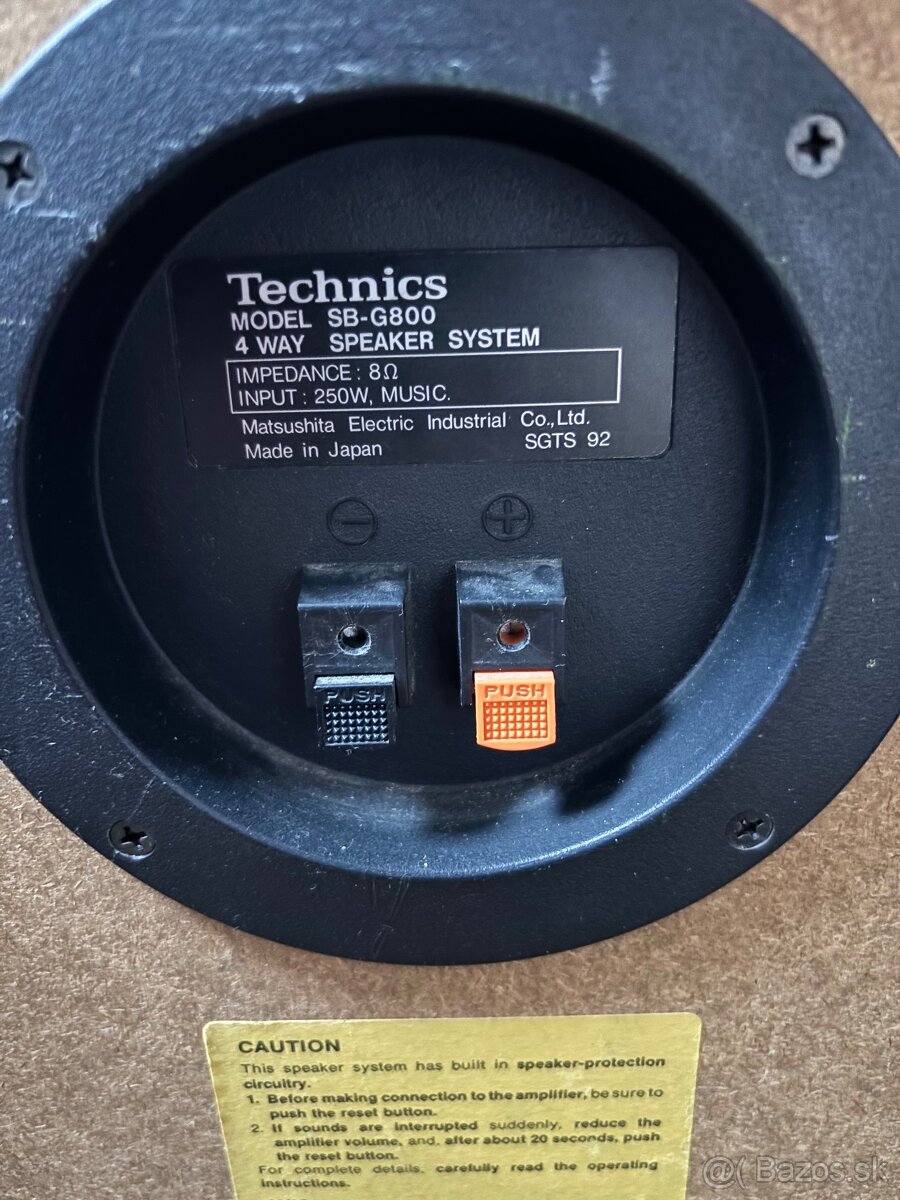 Technics
MODEL SB-G800
4 WAY SPEAKER SYSTEM
IMPEDANCE : 8Ω
INPUT : 250W, MUSIC.
Matsushita Electric Industrial Co.,Ltd.
Made in Japan SGTS 92
⊖ ⊕
PUSH PUSH
CAUTION
This speaker system has built in speaker-protection
circuitry.
1. Before making connection to the amplifier, be sure to
push the reset button.
2. If sounds are interrupted suddenly, reduce the
amplifier volume, and, after about 20 seconds, push
the reset button.
For complete details, carefully read the operating
instructions.
@( Bazos.sk